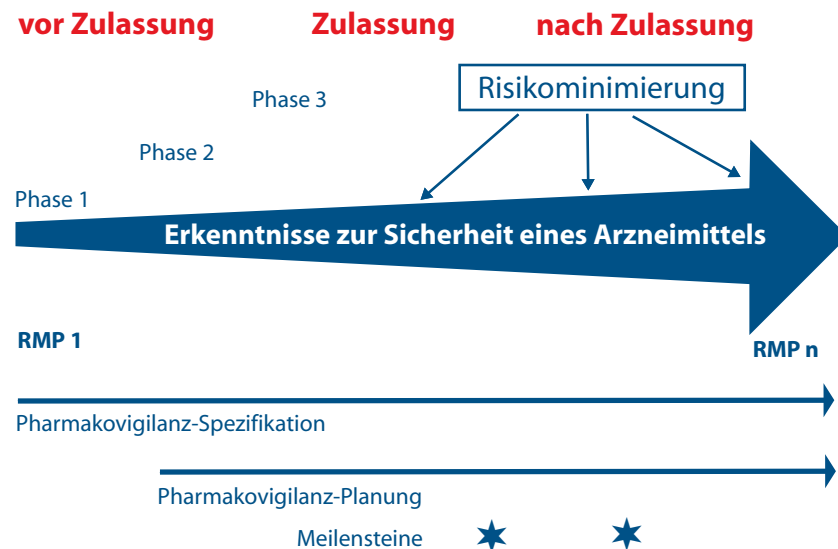 vor Zulassung
Zulassung
nach Zulassung
Phase 3
Risikominimierung
Phase 2
Phase 1
Erkenntnisse zur Sicherheit eines Arzneimittels
RMP 1
RMP n
Pharmakovigilanz-Spezifikation
Pharmakovigilanz-Planung
Meilensteine